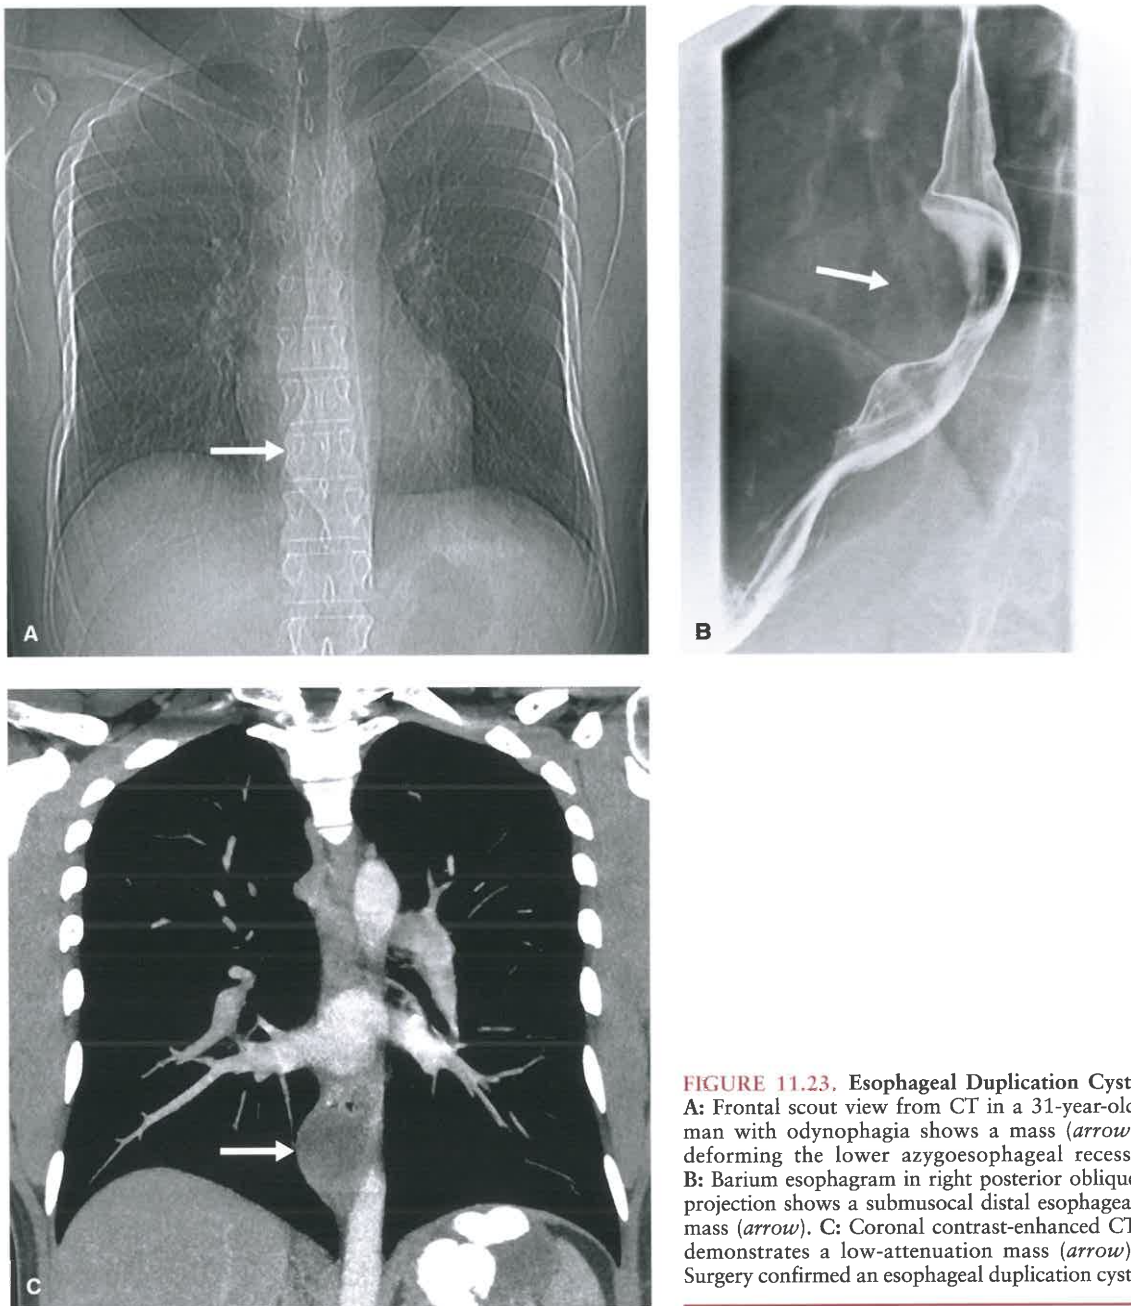 A
B
C
FIGURE 11.23. Esophageal Duplication Cyst
A: Frontal scout view from CT in a 31-year-old
man with odynophagia shows a mass (arrow
deforming the lower azygoesophageal recess
B: Barium esophagram in right posterior oblique
projection shows a submusocal distal esophagea
mass (arrow). C: Coronal contrast-enhanced CT
demonstrates a low-attenuation mass (arrow)
Surgery confirmed an esophageal duplication cyst